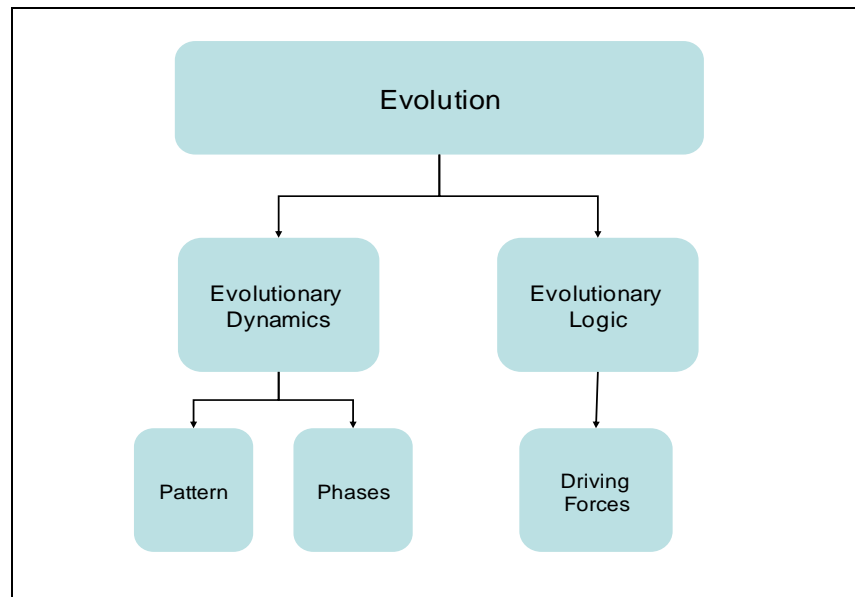 Evolution
Evolutionary
Dynamics
Evolutionary
Logic
Pattern
Phases
Driving
Forces